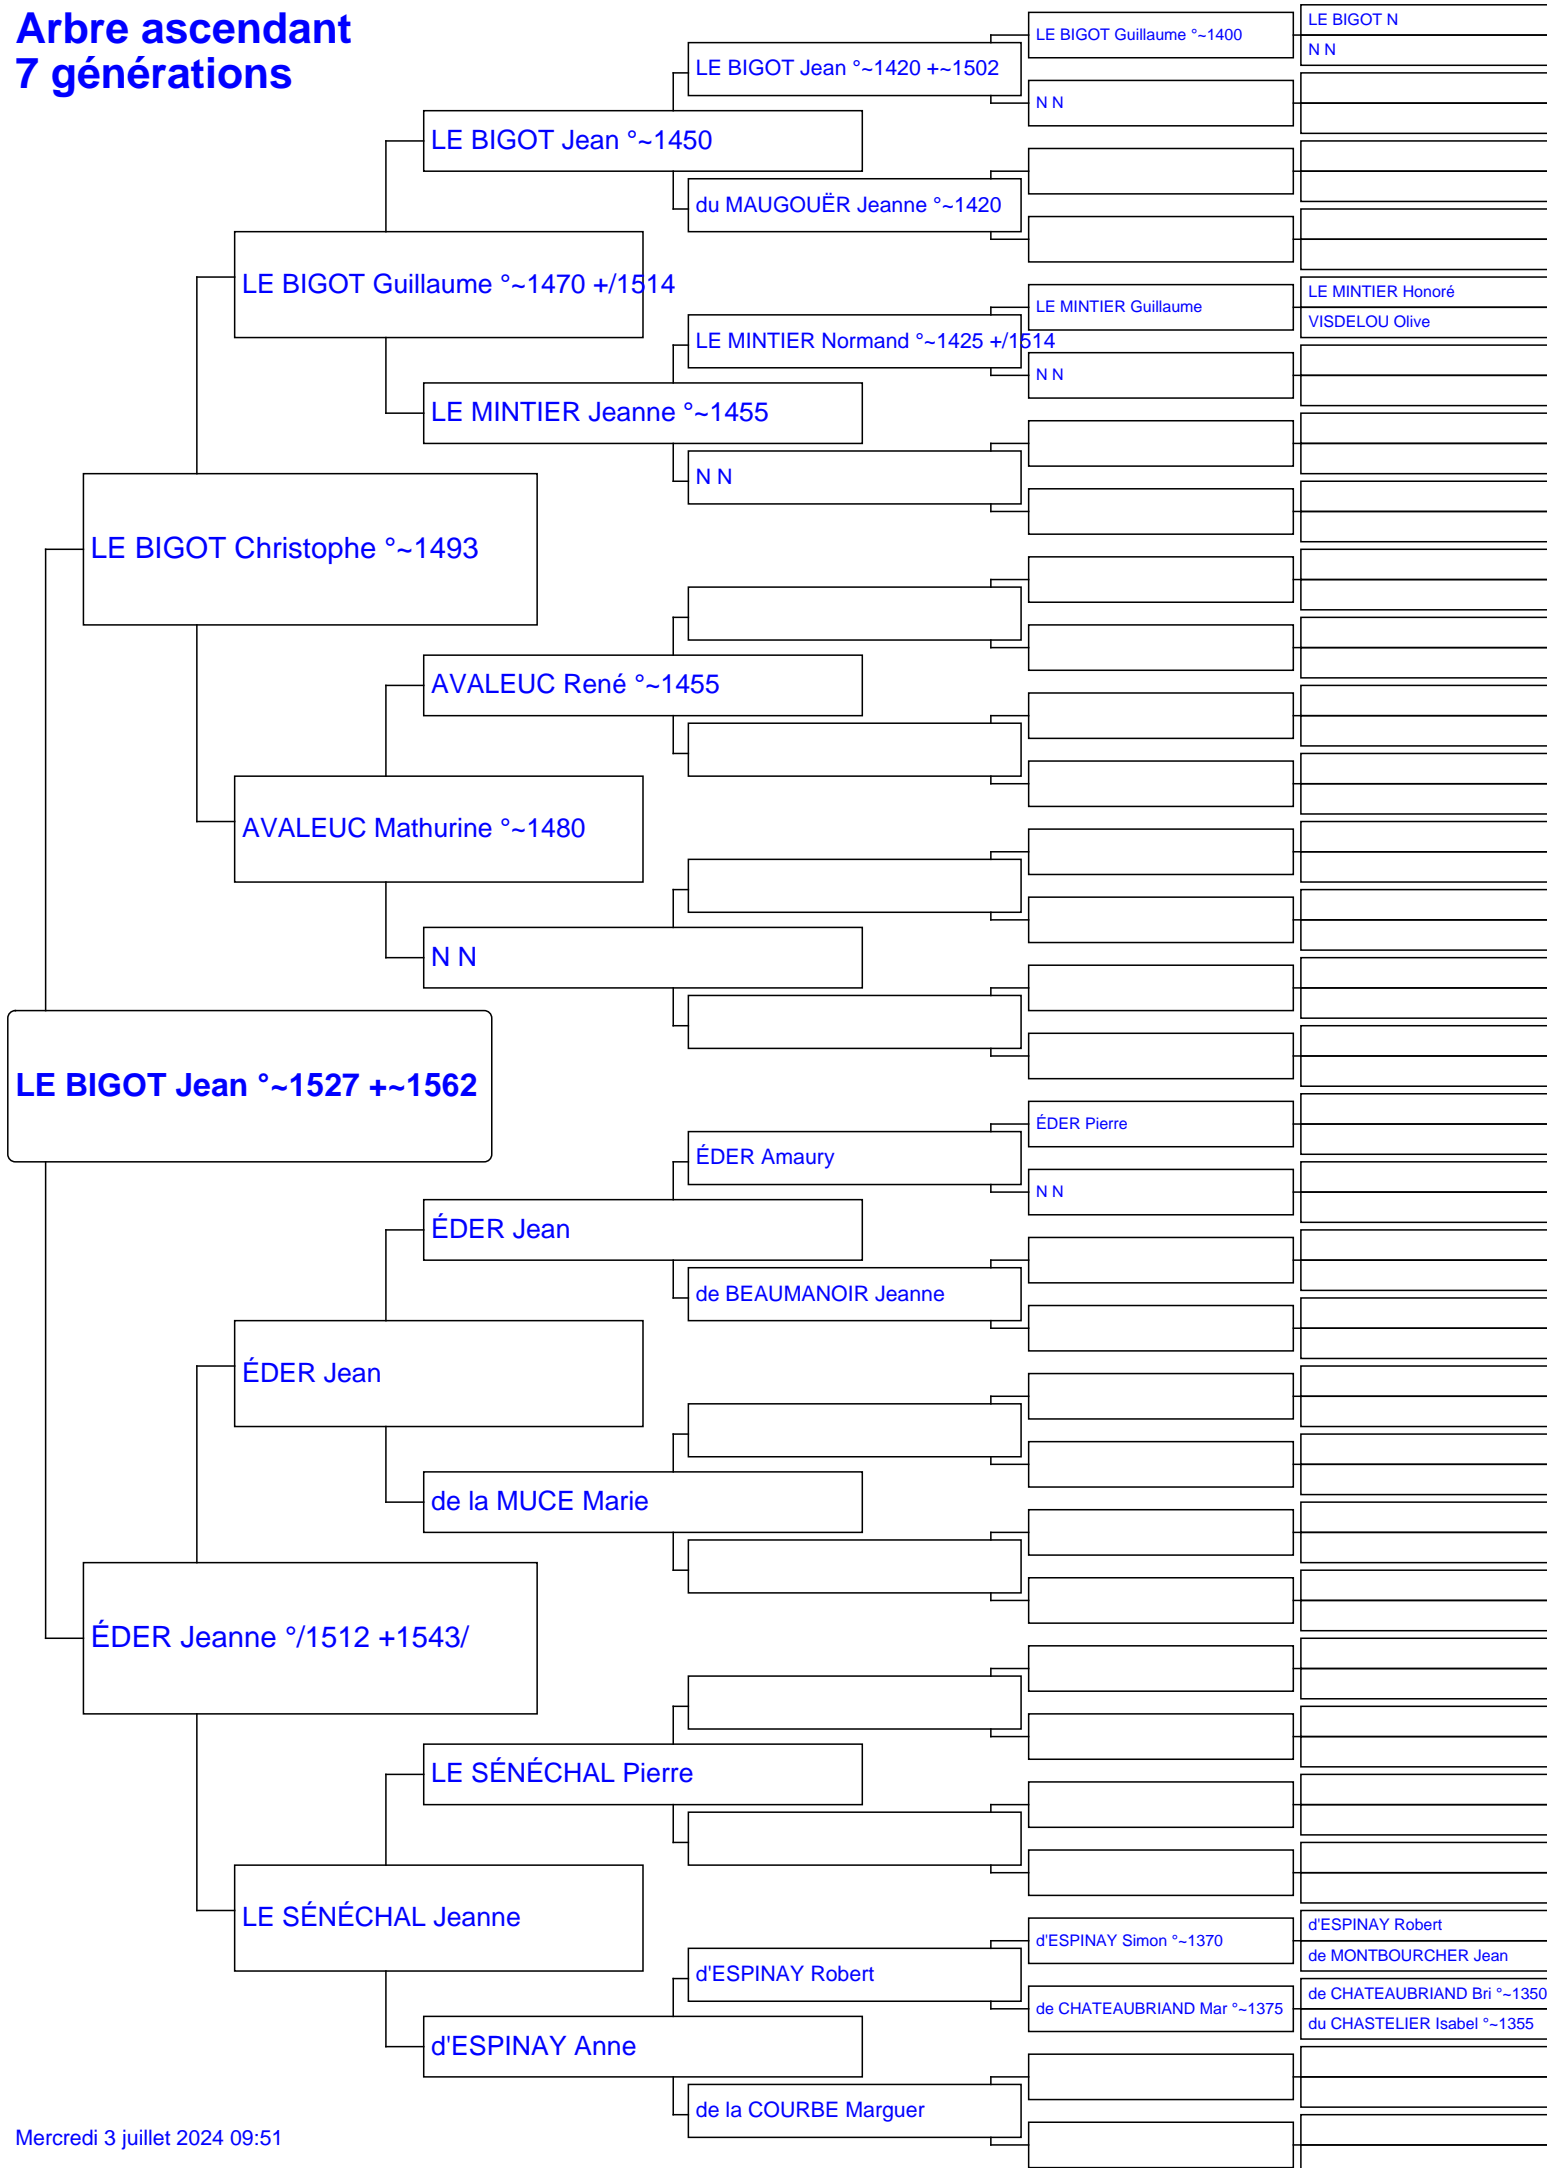 Arbre ascendant
7 générations
LE BIGOT N
LE BIGOT Guillaume °~1400
N N
LE BIGOT Jean °~1420 +~1502
N N
LE BIGOT Jean °~1450
du MAUGOUËR Jeanne °~1420
LE BIGOT Guillaume °~1470 +/1514
LE MINTIER Honoré
LE MINTIER Guillaume
VISDELOU Olive
LE MINTIER Normand °~1425 +/1514
N N
LE MINTIER Jeanne °~1455
N N
LE BIGOT Christophe °~1493
AVALEUC René °~1455
AVALEUC Mathurine °~1480
N N
LE BIGOT Jean °~1527 +~1562
ÉDER Pierre
ÉDER Amaury
N N
ÉDER Jean
de BEAUMANOIR Jeanne
ÉDER Jean
de la MUCE Marie
ÉDER Jeanne °/1512 +1543/
LE SÉNÉCHAL Pierre
LE SÉNÉCHAL Jeanne
d'ESPINAY Robert
d'ESPINAY Simon °~1370
de MONTBOURCHER Jean
d'ESPINAY Robert
de CHATEAUBRIAND Bri °~1350
de CHATEAUBRIAND Mar °~1375
du CHASTELIER Isabel °~1355
d'ESPINAY Anne
de la COURBE Marguer
Mercredi 3 juillet 2024 09:51